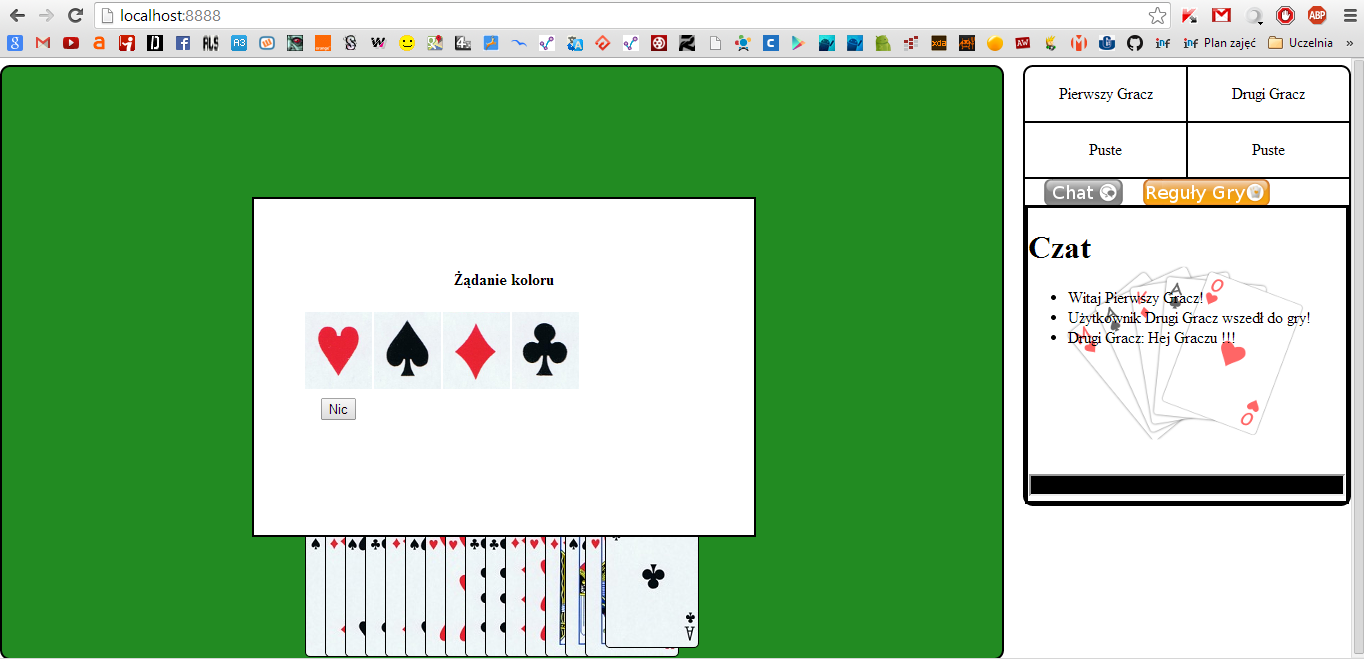 localhost:8888
ABP
Plan zajęć
Uczelnia
»
Pierwszy Gracz
Drugi Gracz
Puste
Puste
Chat
Reguły Gry
Żądanie koloru
Nic
Czat
Witaj Pierwszy Gracz!
Użytkownik Drugi Gracz wszedł do gry!
Drugi Gracz: Hej Graczu !!!
A